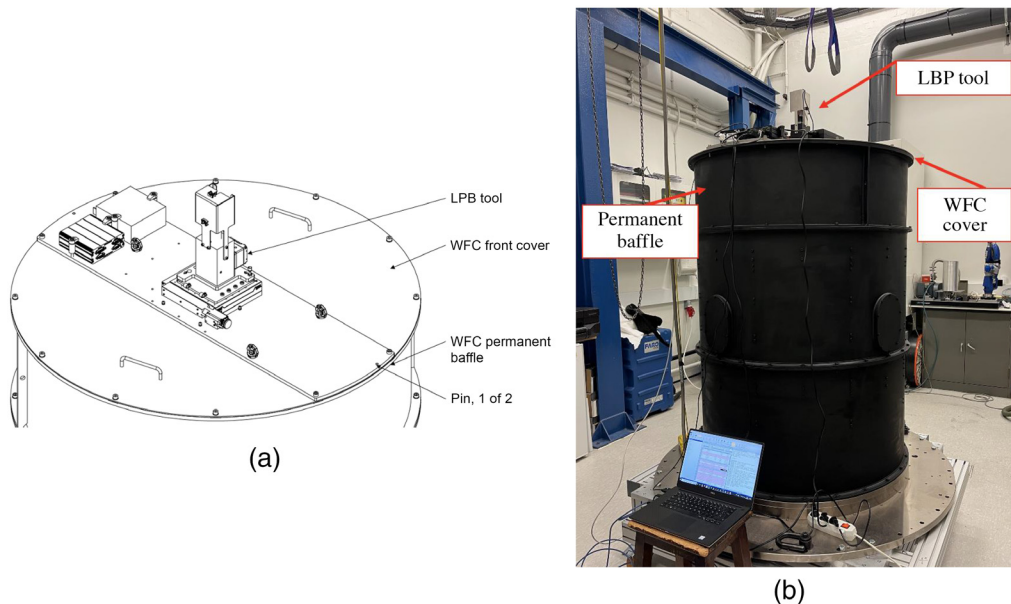 LPB tool
WFC front cover
WFC permanent
baffle
Pin, 1 of 2
(a)
LBP tool
Permanent
baffle
WFC
cover
(b)